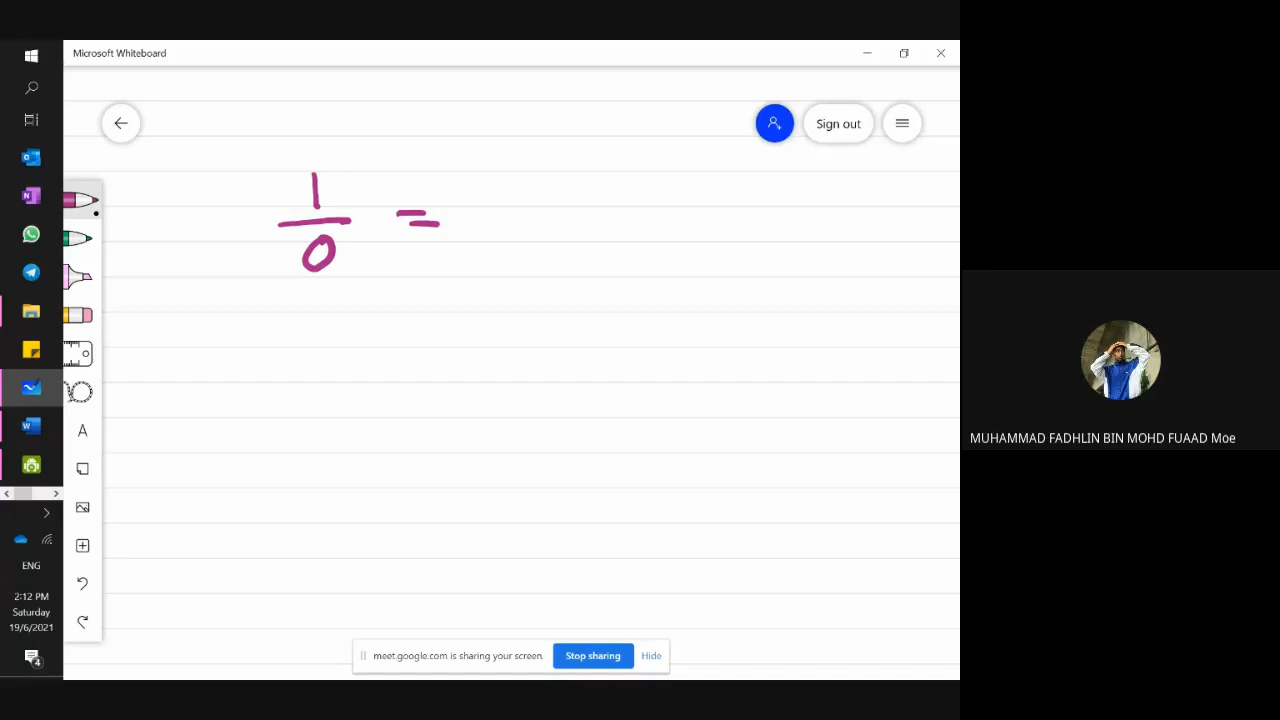 Microsoft Whiteboard
Sign out
1
0
=
A
MUHAMMAD FADHLIN BIN MOHD FUAAD Moe
ENG
2:12 PM
Saturday
19/6/2021
4
meet.google.com is sharing your screen.
Stop sharing
Hide